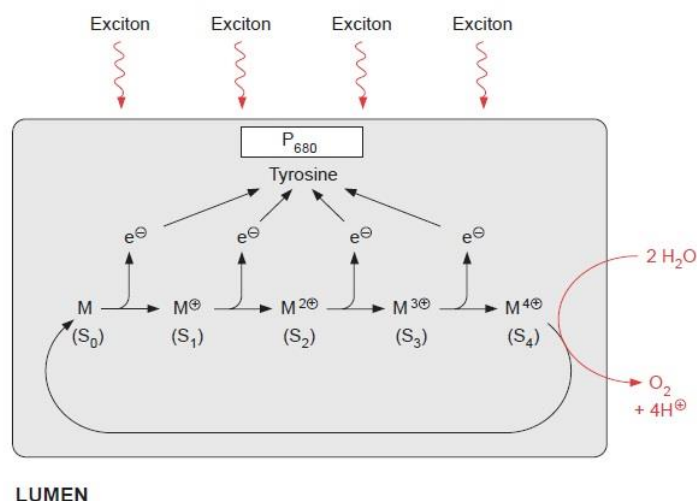 Exciton Exciton Exciton Exciton
P680
Tyrosine
e⊖ e⊖ e⊖ e⊖
2 H2O
M M⊕ M2⊕ M3⊕ M4⊕
(S0) (S1) (S2) (S3) (S4)
O2
+ 4H⊕
LUMEN